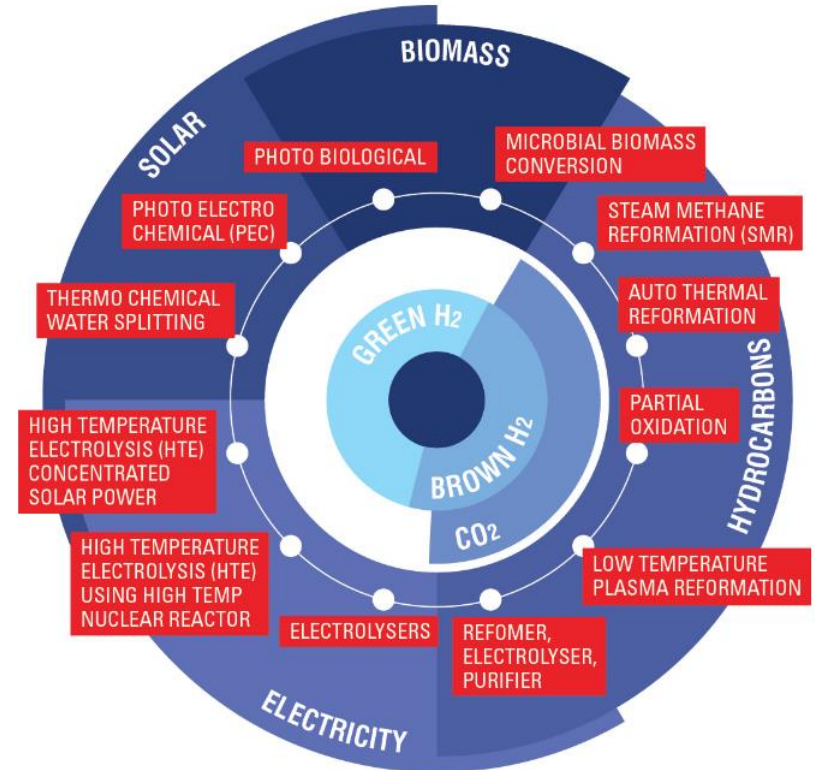 BIOMASS
SOLAR
PHOTO BIOLOGICAL
MICROBIAL BIOMASS
CONVERSION
PHOTO ELECTRO
CHEMICAL (PEC)
STEAM METHANE
REFORMATION (SMR)
THERMO CHEMICAL
WATER SPLITTING
AUTO THERMAL
REFORMATION
GREEN H2
BROWN H2
CO2
HIGH TEMPERATURE
ELECTROLYSIS (HTE)
CONCENTRATED
SOLAR POWER
PARTIAL
OXIDATION
HYDROCARBONS
HIGH TEMPERATURE
ELECTROLYSIS (HTE)
USING HIGH TEMP
NUCLEAR REACTOR
LOW TEMPERATURE
PLASMA REFORMATION
ELECTROLYSERS
REFOMER,
ELECTROLYSER,
PURIFIER
ELECTRICITY